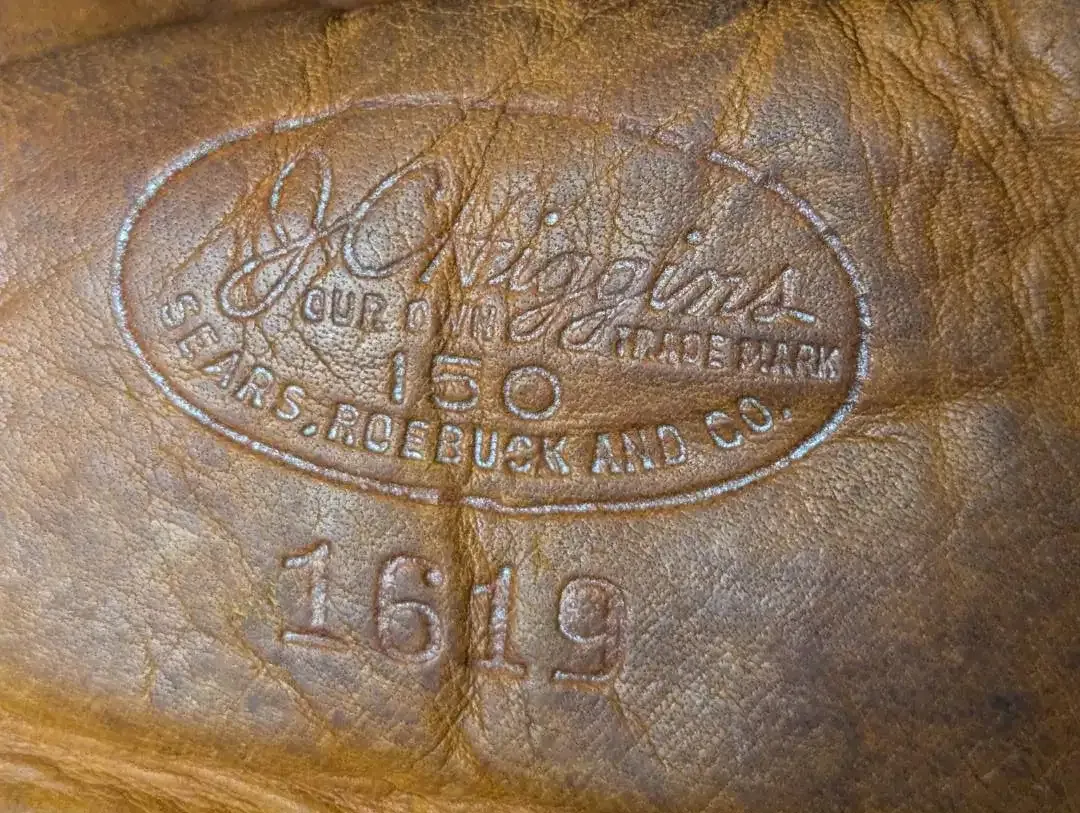 J.C. Higgins
OUR OWN TRADE MARK
150
SEARS, ROEBUCK AND CO.
1619